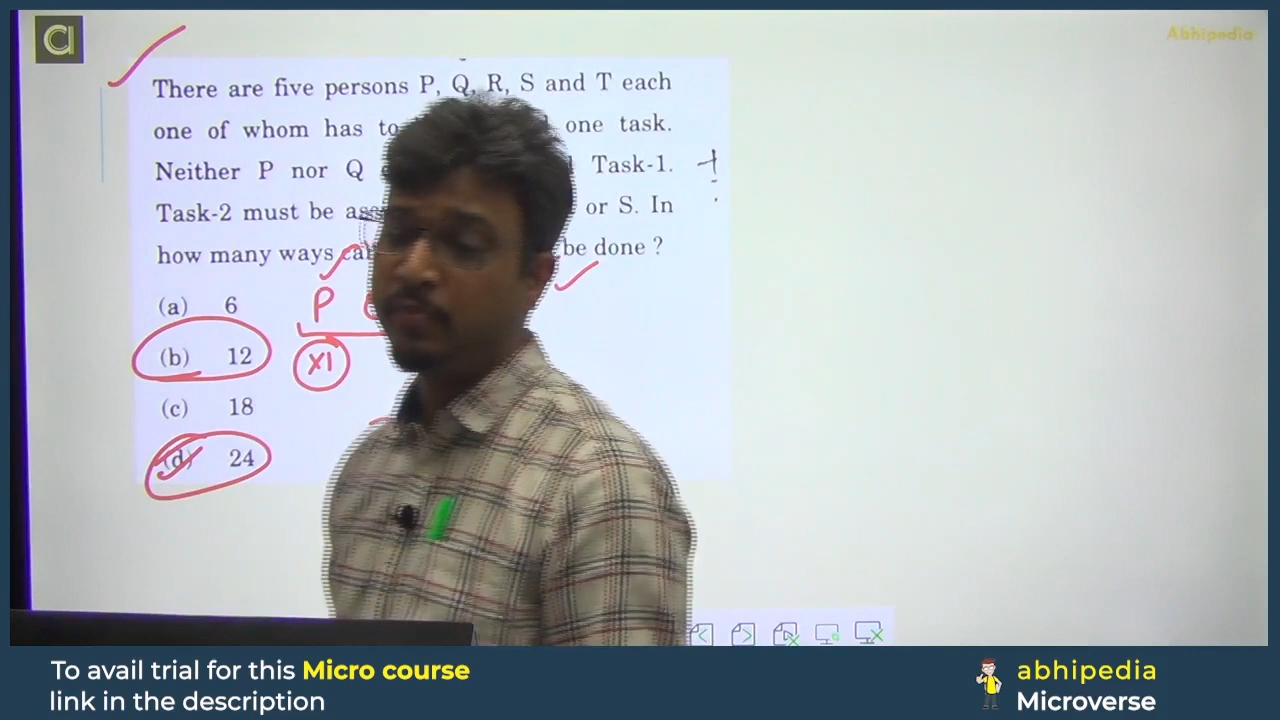 Abhipedia
There are five persons P, Q, R, S and T each
one of whom has to one task.
Neither P nor Q Task-1.
Task-2 must be or S. In
how many ways be done ?
(a) 6
P
(b) 12
X1
(c) 18
(d) 24
To avail trial for this Micro course
link in the description
abhipedia
Microverse